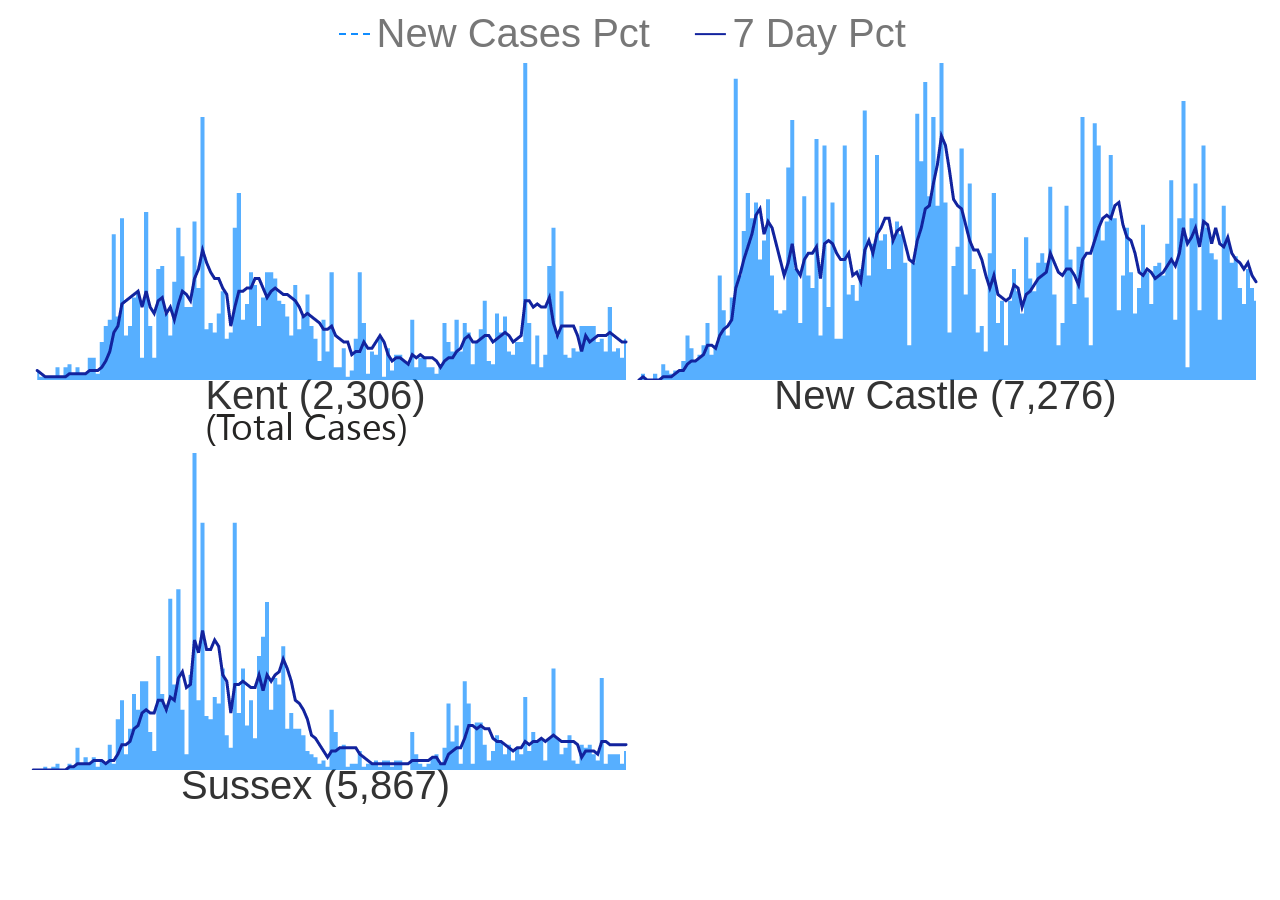 New Cases Pct 7 Day Pct
Kent (2,306)
(Total Cases)
New Castle (7,276)
Sussex (5,867)